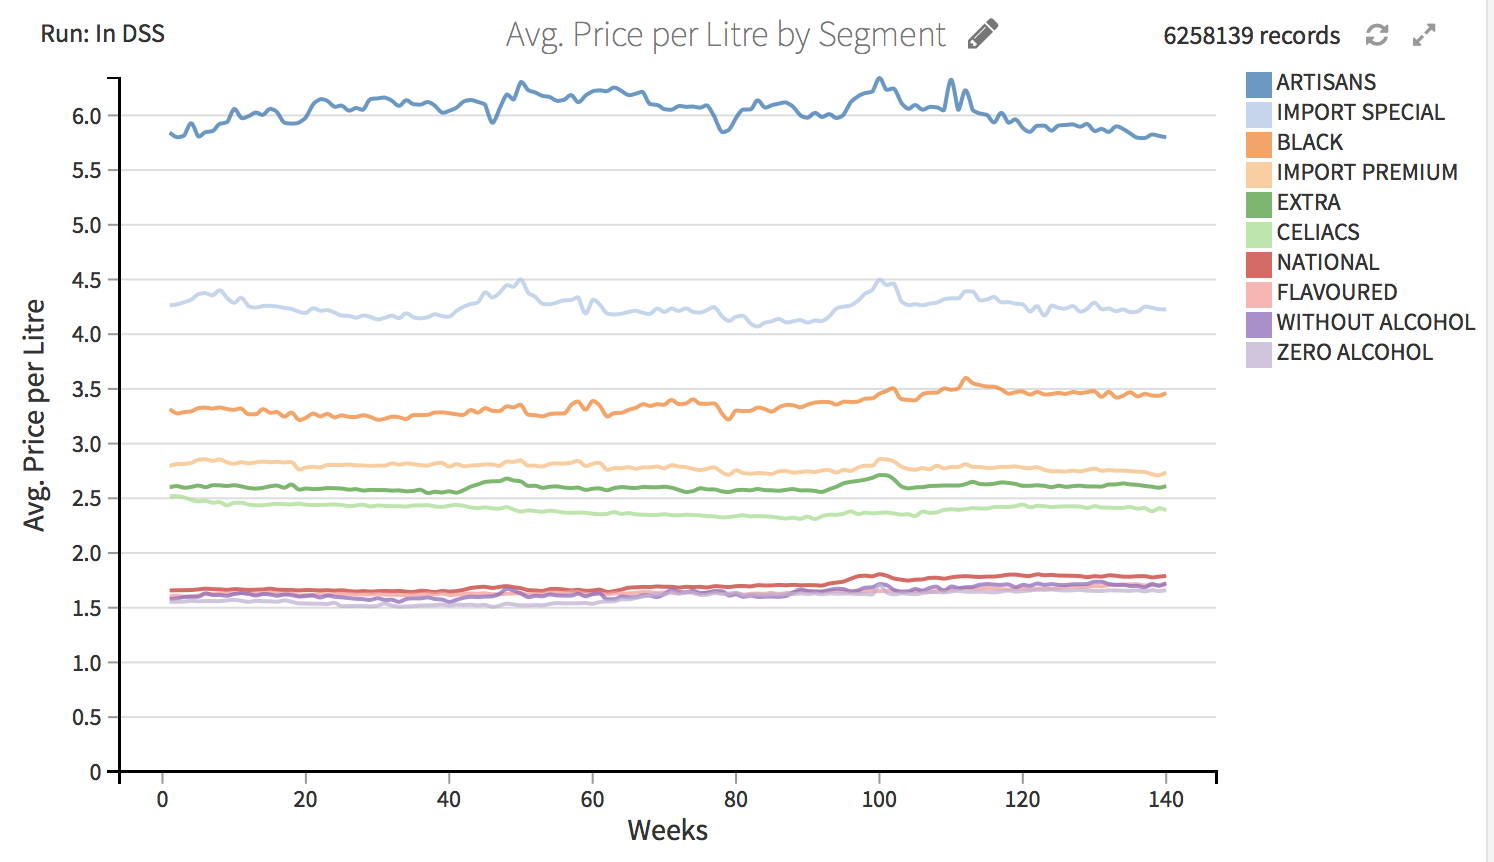 Run: In DSS
Avg. Price per Litre by Segment
6258139 records
ARTISANS
IMPORT SPECIAL
BLACK
IMPORT PREMIUM
EXTRA
CELIACS
NATIONAL
FLAVOURED
WITHOUT ALCOHOL
ZERO ALCOHOL
Avg. Price per Litre
6.0
5.5
5.0
4.5
4.0
3.5
3.0
2.5
2.0
1.5
1.0
0.5
0
0 20 40 60 80 100 120 140
Weeks